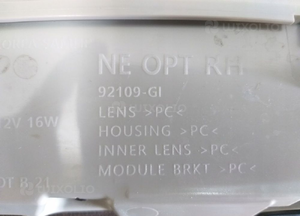 NE OPT RH
92109-GI
LENS >PC<
12V 16W
HOUSING >PC<
INNER LENS >PC<
MODULE BRKT >PC<